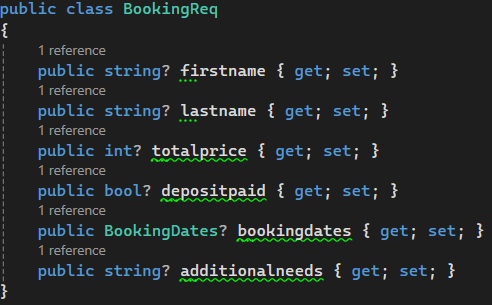 public class BookingReq
{
1 reference
public string? firstname { get; set; }
1 reference
public string? lastname { get; set; }
1 reference
public int? totalprice { get; set; }
1 reference
public bool? depositpaid { get; set; }
1 reference
public BookingDates? bookingdates { get; set; }
1 reference
public string? additionalneeds { get; set; }
}